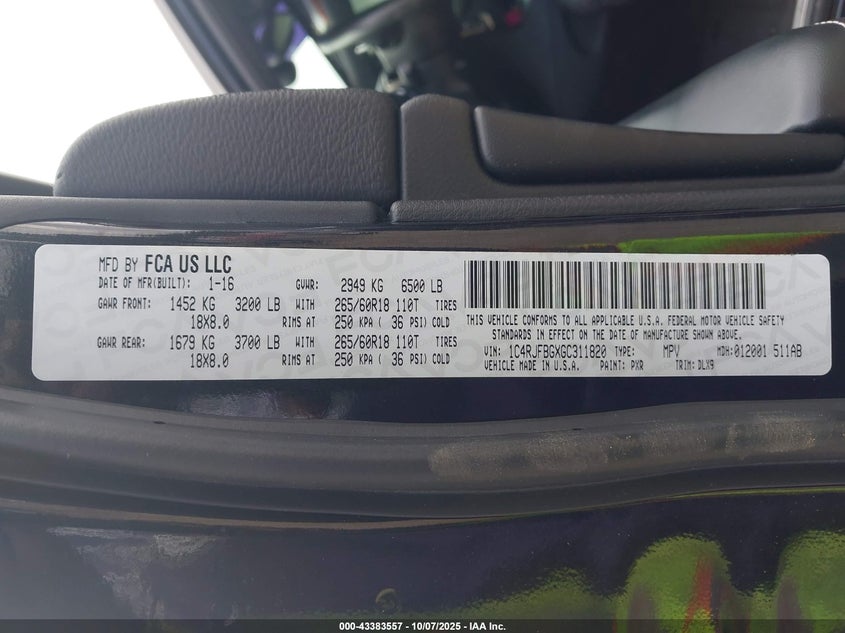 MFD BY FCA US LLC
DATE OF MFR(BUILT): 1-16 GVWR: 2949 KG 6500 LB
GAWR FRONT: 1452 KG 3200 LB WITH 265/60R18 110T TIRES
18X8.0 RIMS AT 250 KPA ( 36 PSI) COLD
GAWR REAR: 1679 KG 3700 LB WITH 265/60R18 110T TIRES
18X8.0 RIMS AT 250 KPA ( 36 PSI) COLD
THIS VEHICLE CONFORMS TO ALL APPLICABLE U.S.A. FEDERAL MOTOR VEHICLE SAFETY
STANDARDS IN EFFECT ON THE DATE OF MANUFACTURE SHOWN ABOVE.
VIN: 1C4RJFBGXGC311820 TYPE: MPV MDH:012001 511AB
VEHICLE MADE IN U.S.A. PAINT: PXR TRIM: DLX9
000-43383557 - 10/07/2025 - IAA Inc.